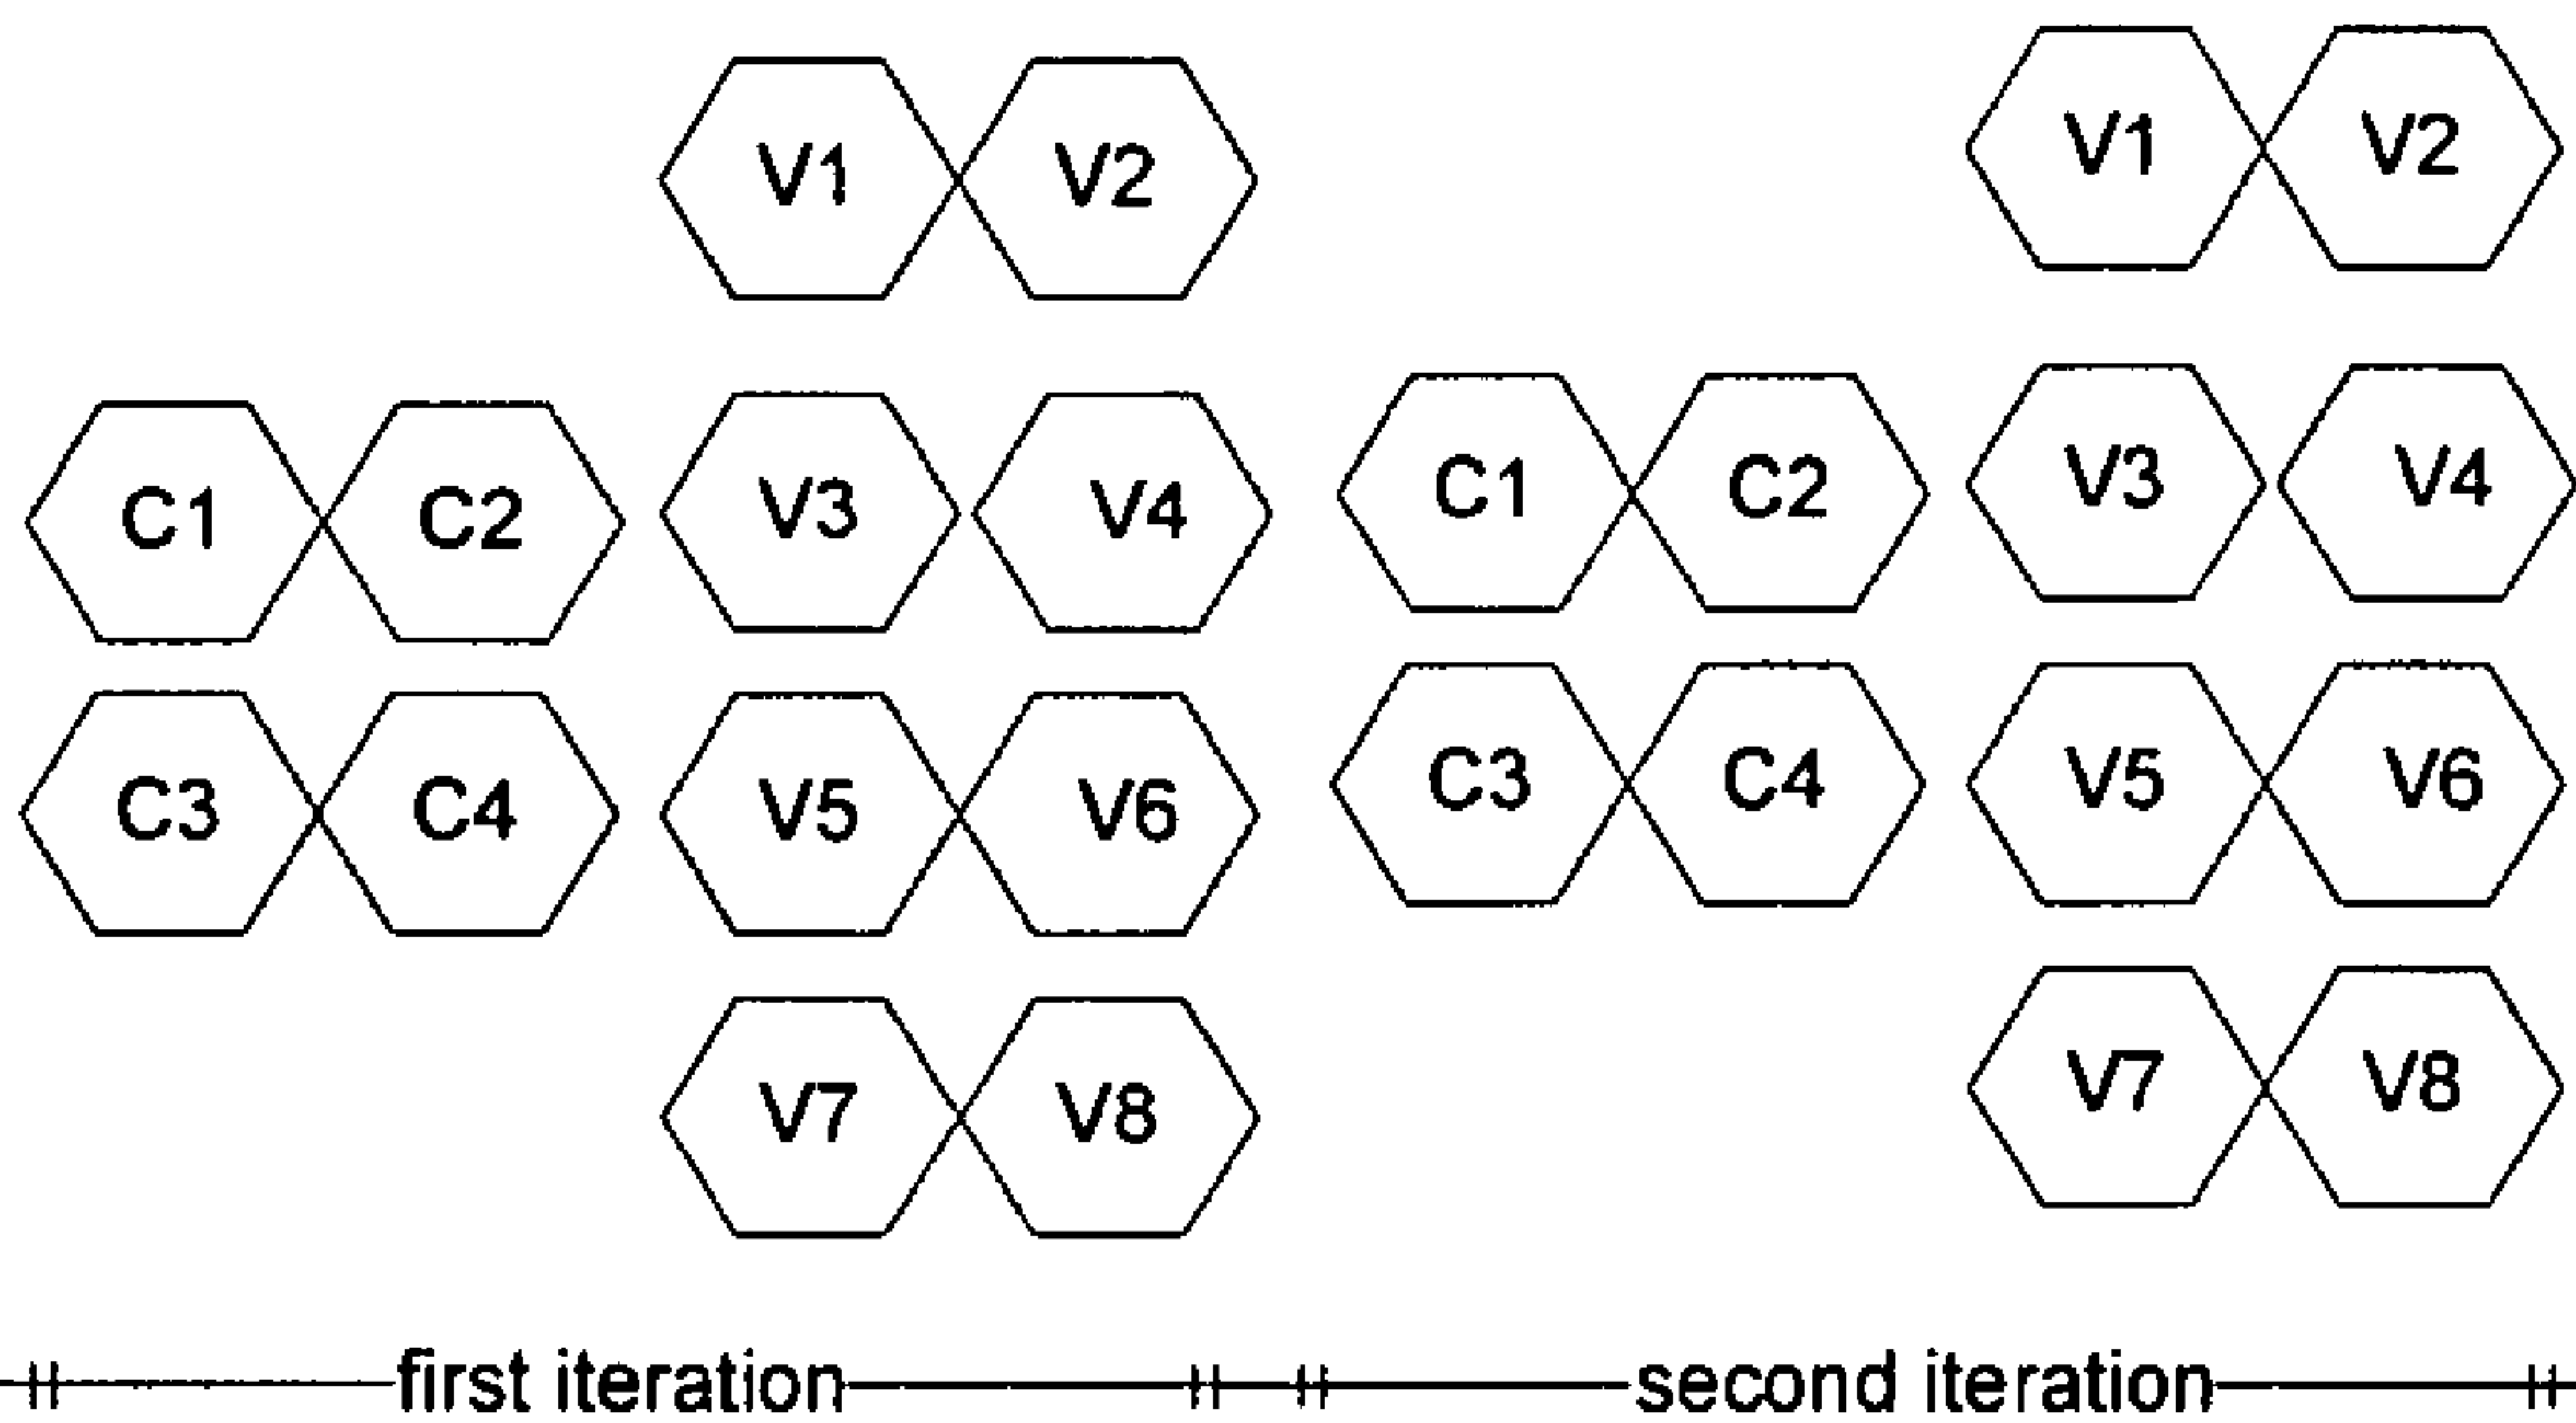 V1 V2 V1 V2
C1 C2 V3 V4 C1 C2 V3 V4
C3 C4 V5 V6 C3 C4 V5 V6
V7 V8 V7 V8
first iteration second iteration